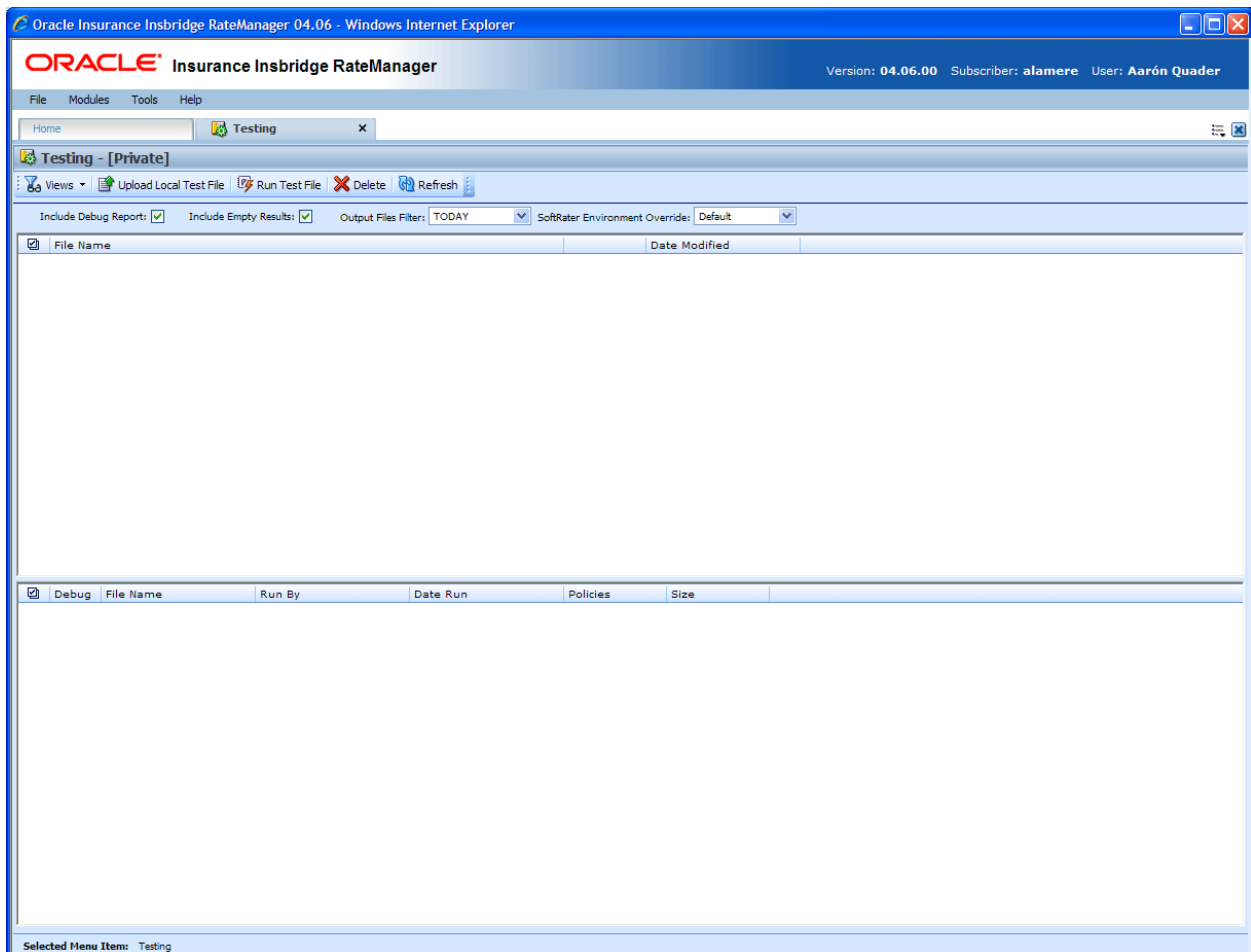 Oracle Insurance Insbridge RateManager 04.06 - Windows Internet Explorer
ORACLE Insurance Insbridge RateManager
Version: 04.06.00 Subscriber: alamere User: Aarón Quader
File Modules Tools Help
Home Testing
Testing - [Private]
Views Upload Local Test File Run Test File Delete Refresh
Include Debug Report: Include Empty Results: Output Files Filter: TODAY SoftRater Environment Override: Default
File Name Date Modified
Debug File Name Run By Date Run Policies Size
Selected Menu Item: Testing